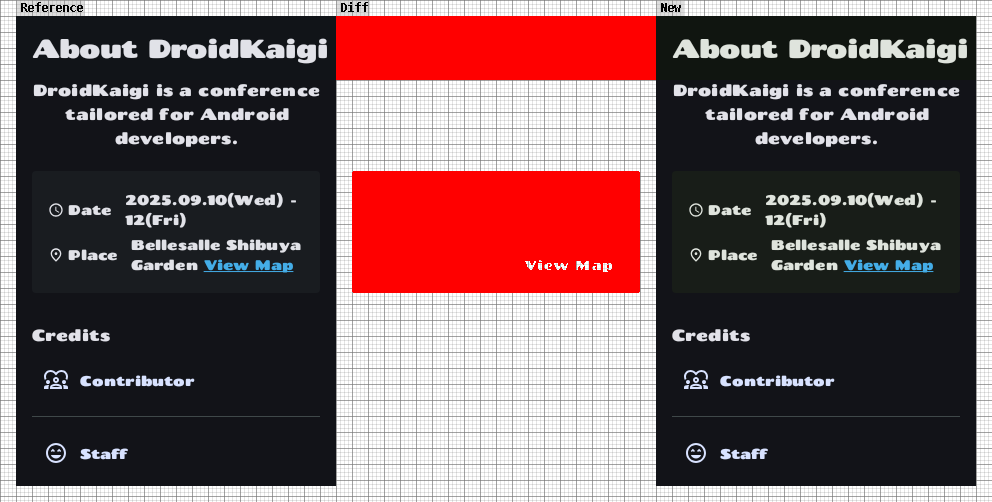 Reference
Diff
New
About DroidKaigi
DroidKaigi is a conference
tailored for Android
developers.
Date
2025.09.10(Wed) -
12(Fri)
Place
Bellesalle Shibuya
Garden View Map
Credits
Contributor
Staff
View Map
About DroidKaigi
DroidKaigi is a conference
tailored for Android
developers.
Date
2025.09.10(Wed) -
12(Fri)
Place
Bellesalle Shibuya
Garden View Map
Credits
Contributor
Staff